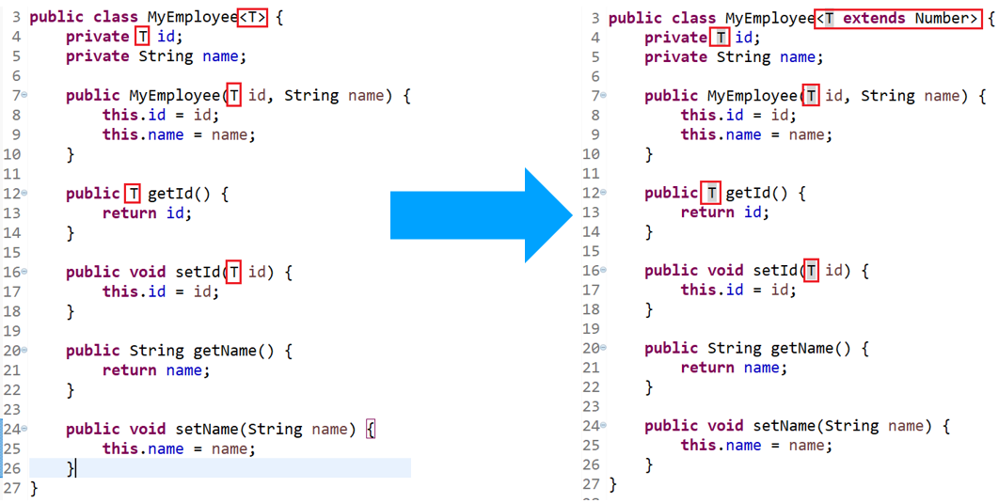 3 public class MyEmployee<T> {
4 private T id;
5 private String name;
6
7 public MyEmployee(T id, String name) {
8 this.id = id;
9 this.name = name;
10 }
11
12 public T getId() {
13 return id;
14 }
15
16 public void setId(T id) {
17 this.id = id;
18 }
19
20 public String getName() {
21 return name;
22 }
23
24 public void setName(String name) {
25 this.name = name;
26 }
27 }
3 public class MyEmployee<T extends Number> {
4 private T id;
5 private String name;
6
7 public MyEmployee(T id, String name) {
8 this.id = id;
9 this.name = name;
10 }
11
12 public T getId() {
13 return id;
14 }
15
16 public void setId(T id) {
17 this.id = id;
18 }
19
20 public String getName() {
21 return name;
22 }
23
24 public void setName(String name) {
25 this.name = name;
26 }
27 }